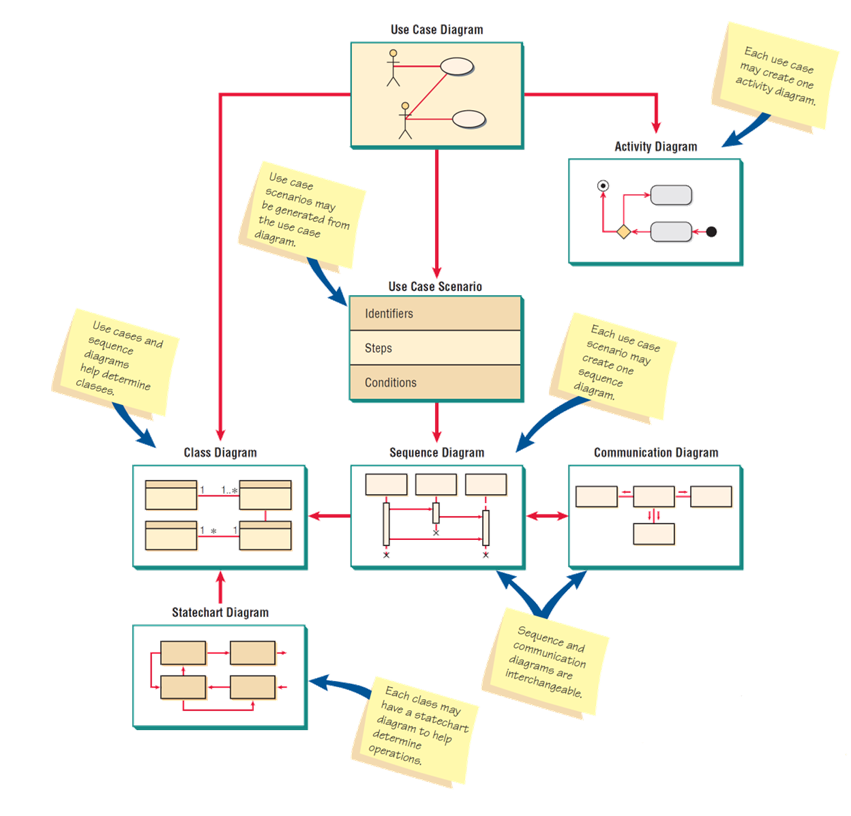 Use Case Diagram
Each use case
may create one
activity diagram.
Activity Diagram
Use case
scenarios may
be generated from
the use case
diagram.
Use Case Scenario
Identifiers
Steps
Conditions
Use cases and
sequence
diagrams
help determine
classes.
Each use case
scenario may
create one
sequence
diagram.
Class Diagram
1 1..*
1 * 1
Sequence Diagram
Communication Diagram
Statechart Diagram
Sequence and
communication
diagrams are
interchangeable.
Each class may
have a statechart
diagram to help
determine
operations.